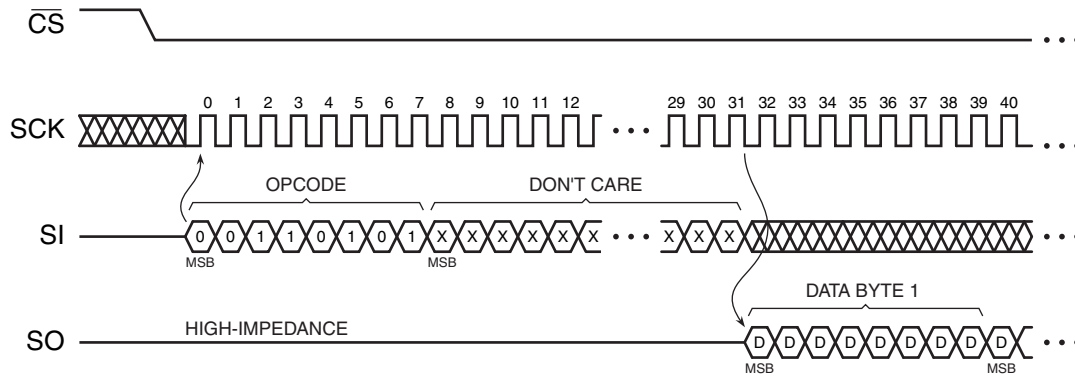 CS
0 1 2 3 4 5 6 7 8 9 10 11 12 29 30 31 32 33 34 35 36 37 38 39 40
SCK
OPCODE DON'T CARE
SI 0 0 1 1 0 1 0 1 X X X X X X X X X
MSB MSB
DATA BYTE 1
HIGH-IMPEDANCE
SO D D D D D D D D D
MSB MSB